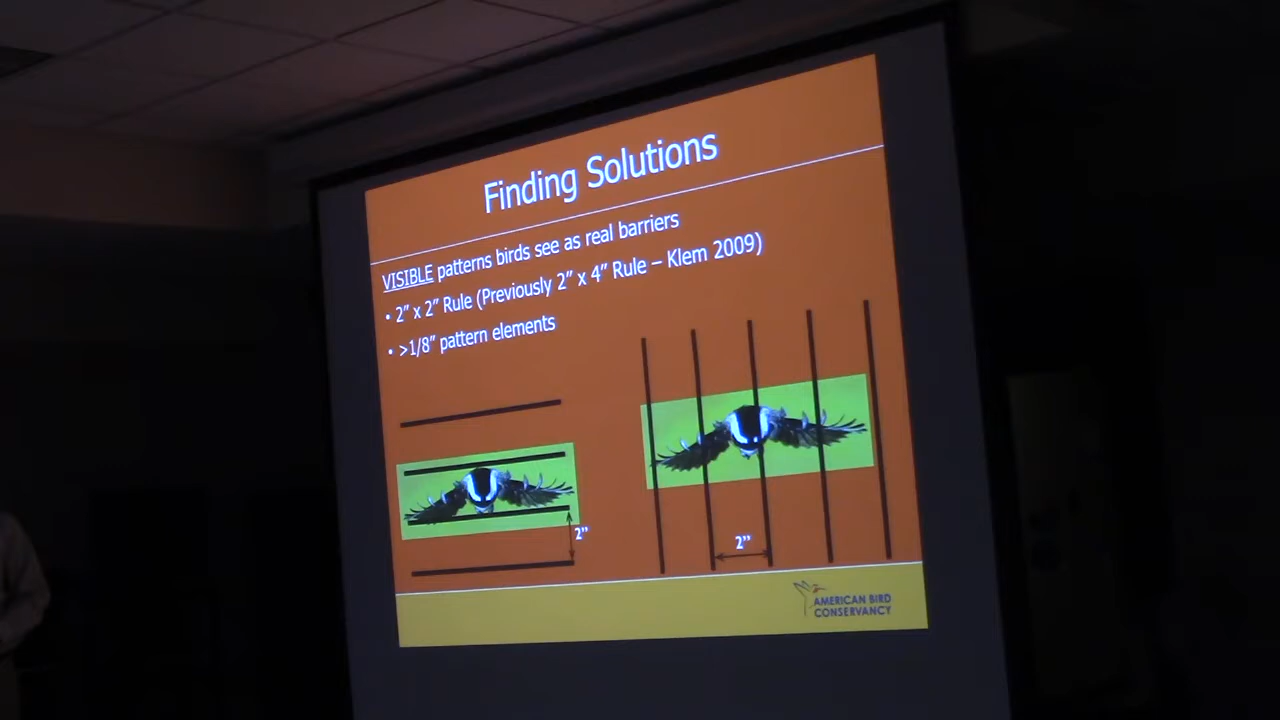 Finding Solutions
VISIBLE patterns birds see as real barriers
• 2” x 2” Rule (Previously 2” x 4” Rule – Klem 2009)
• >1/8” pattern elements
2”
2”
AMERICAN BIRD
CONSERVANCY